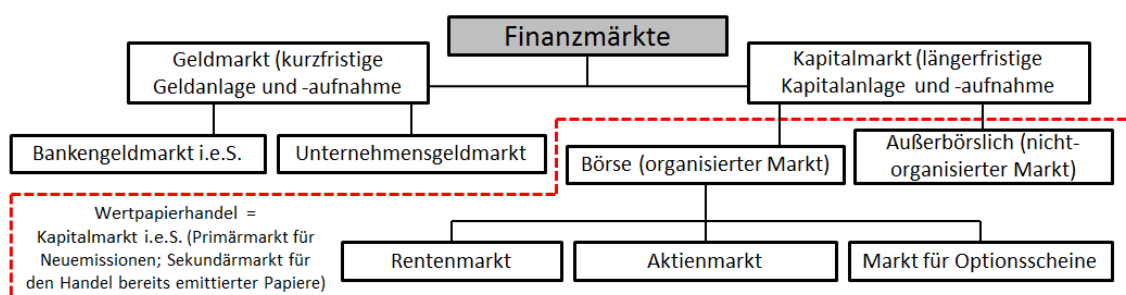 Finanzmärkte
Geldmarkt (kurzfristige
Geldanlage und -aufnahme
Kapitalmarkt (längerfristige
Kapitalanlage und -aufnahme
Bankengeldmarkt i.e.S.
Unternehmensgeldmarkt
Börse (organisierter Markt)
Außerbörslich (nicht-
organisierter Markt)
Wertpapierhandel =
Kapitalmarkt i.e.S. (Primärmarkt für
Neuemissionen; Sekundärmarkt für
den Handel bereits emittierter Papiere)
Rentenmarkt
Aktienmarkt
Markt für Optionsscheine